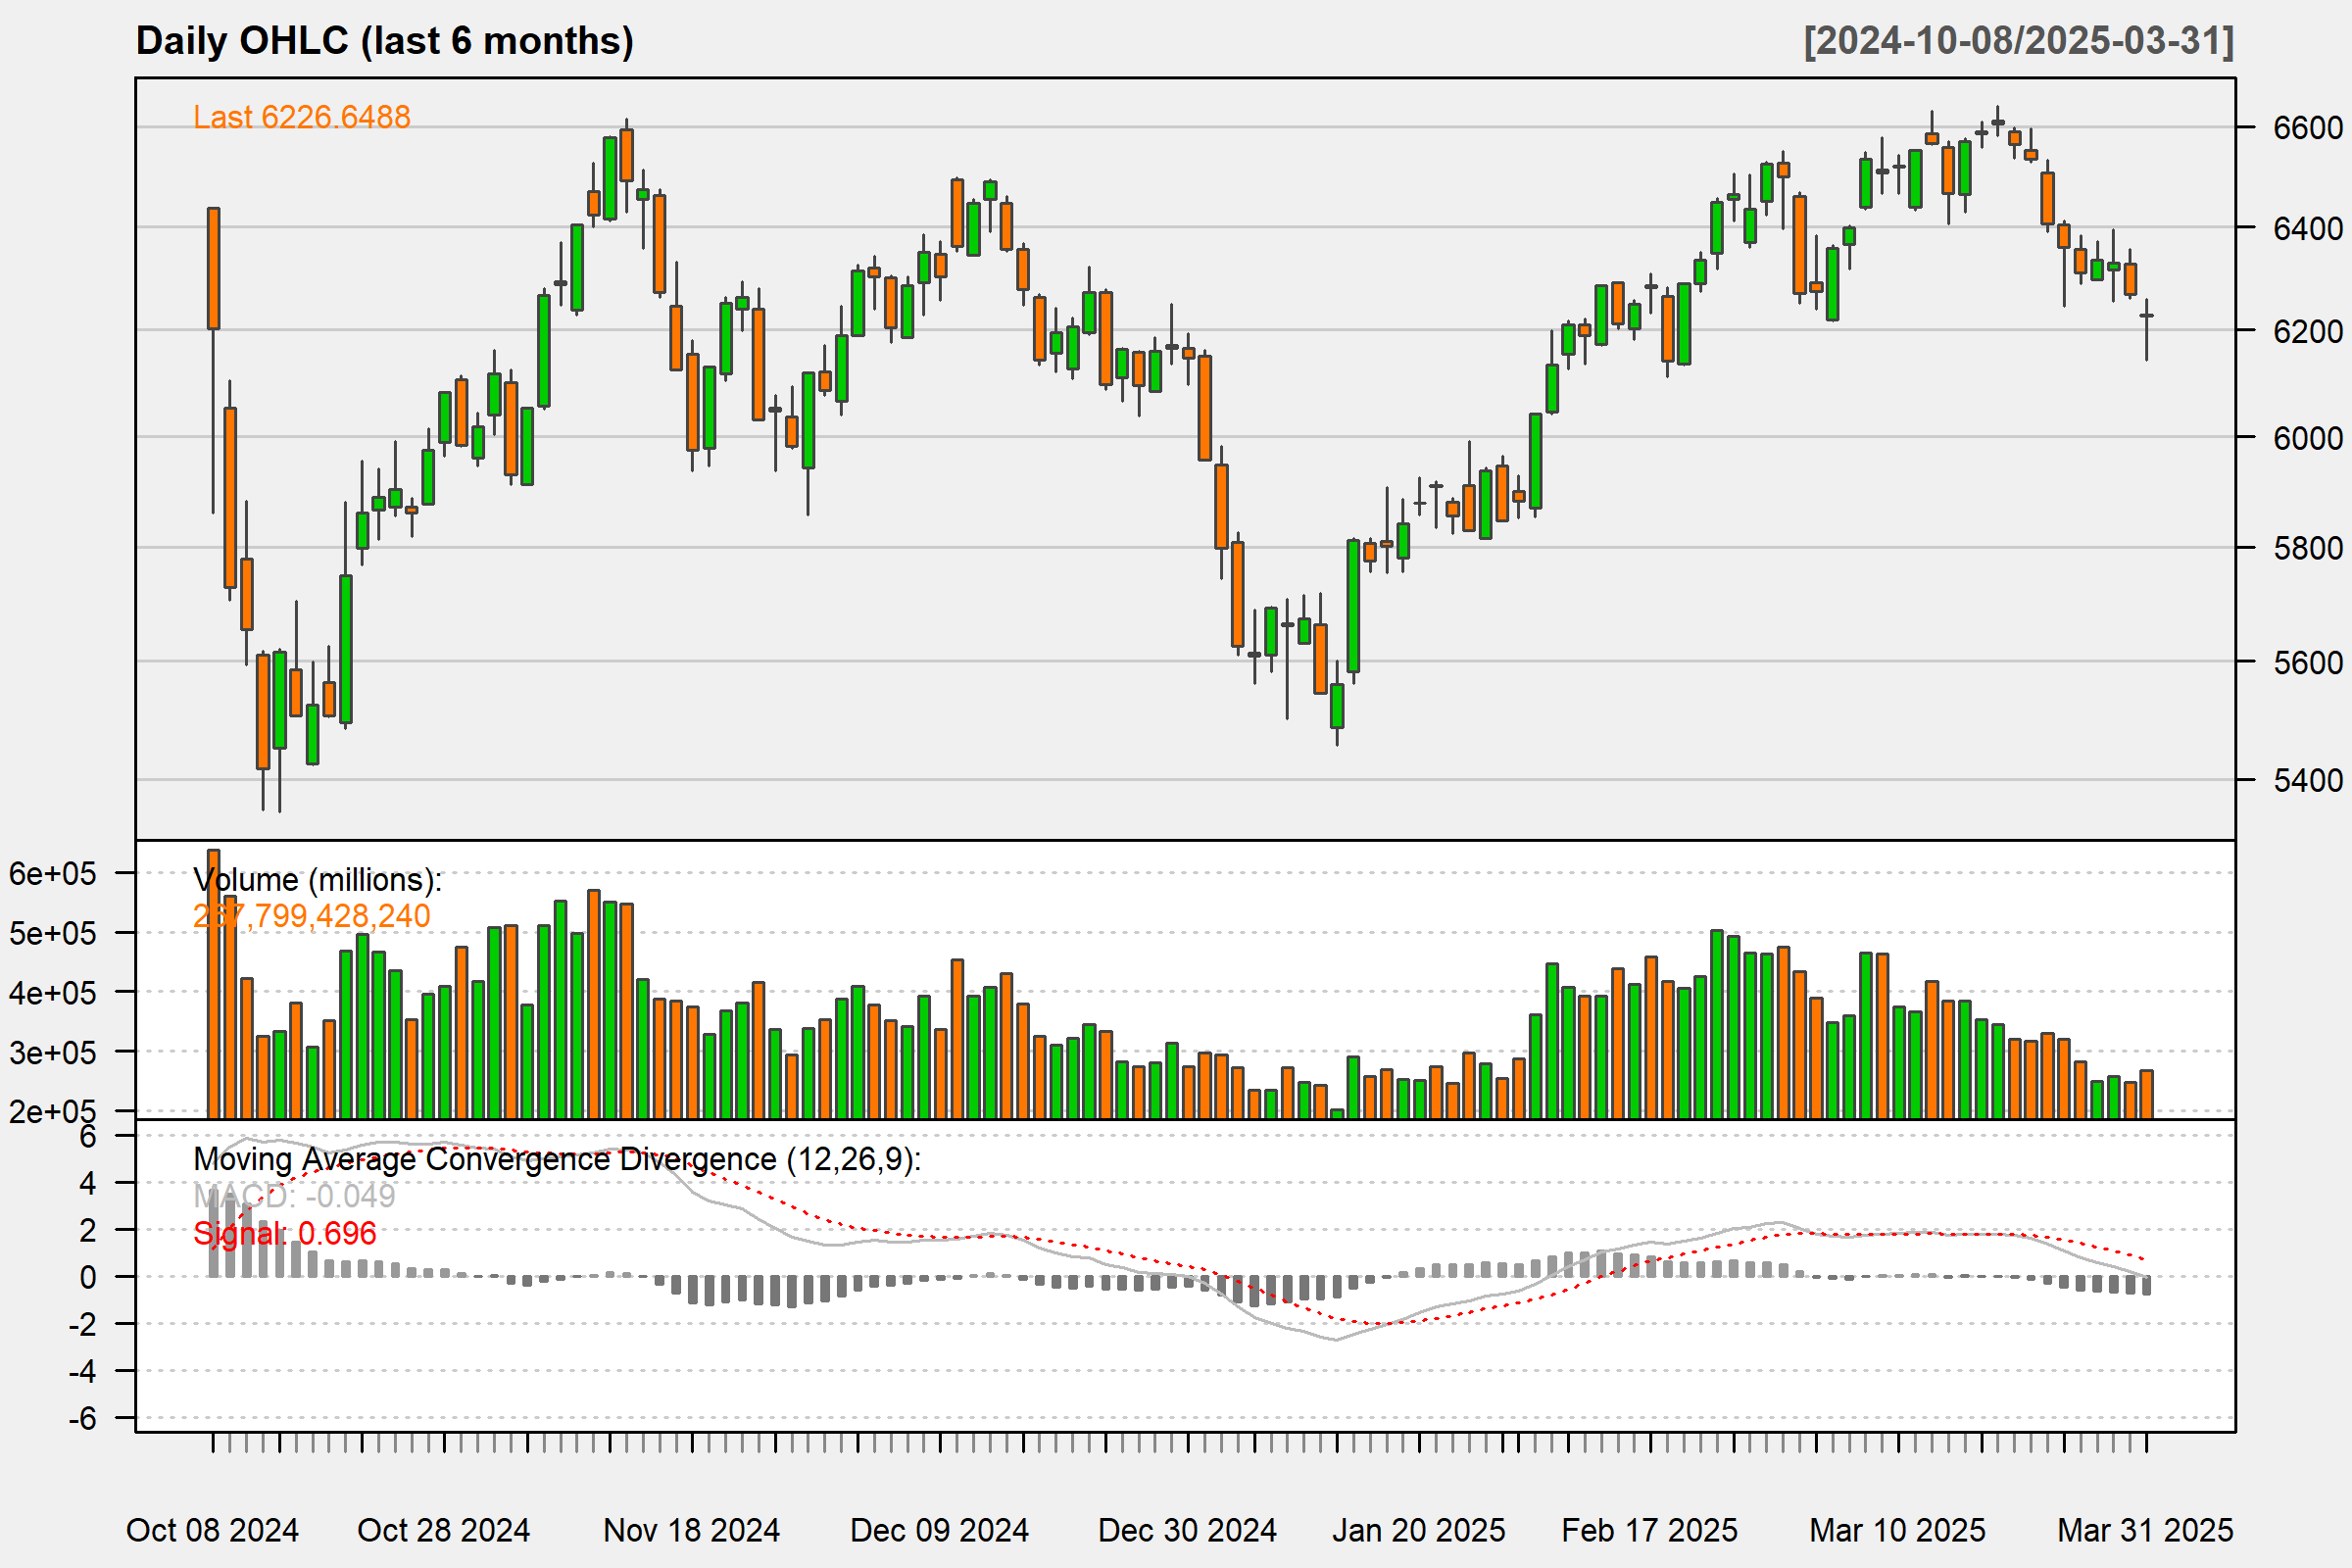 Daily OHLC (last 6 months)
[2024-10-08/2025-03-31]
Last 6226.6488
6600
6400
6200
6000
5800
5600
5400
6e+05
5e+05
4e+05
3e+05
2e+05
Volume (millions):
267,799,428,240
6
4
2
0
-2
-4
-6
Moving Average Convergence Divergence (12,26,9):
MACD: -0.049
Signal: 0.696
Oct 08 2024 Oct 28 2024 Nov 18 2024 Dec 09 2024 Dec 30 2024 Jan 20 2025 Feb 17 2025 Mar 10 2025 Mar 31 2025